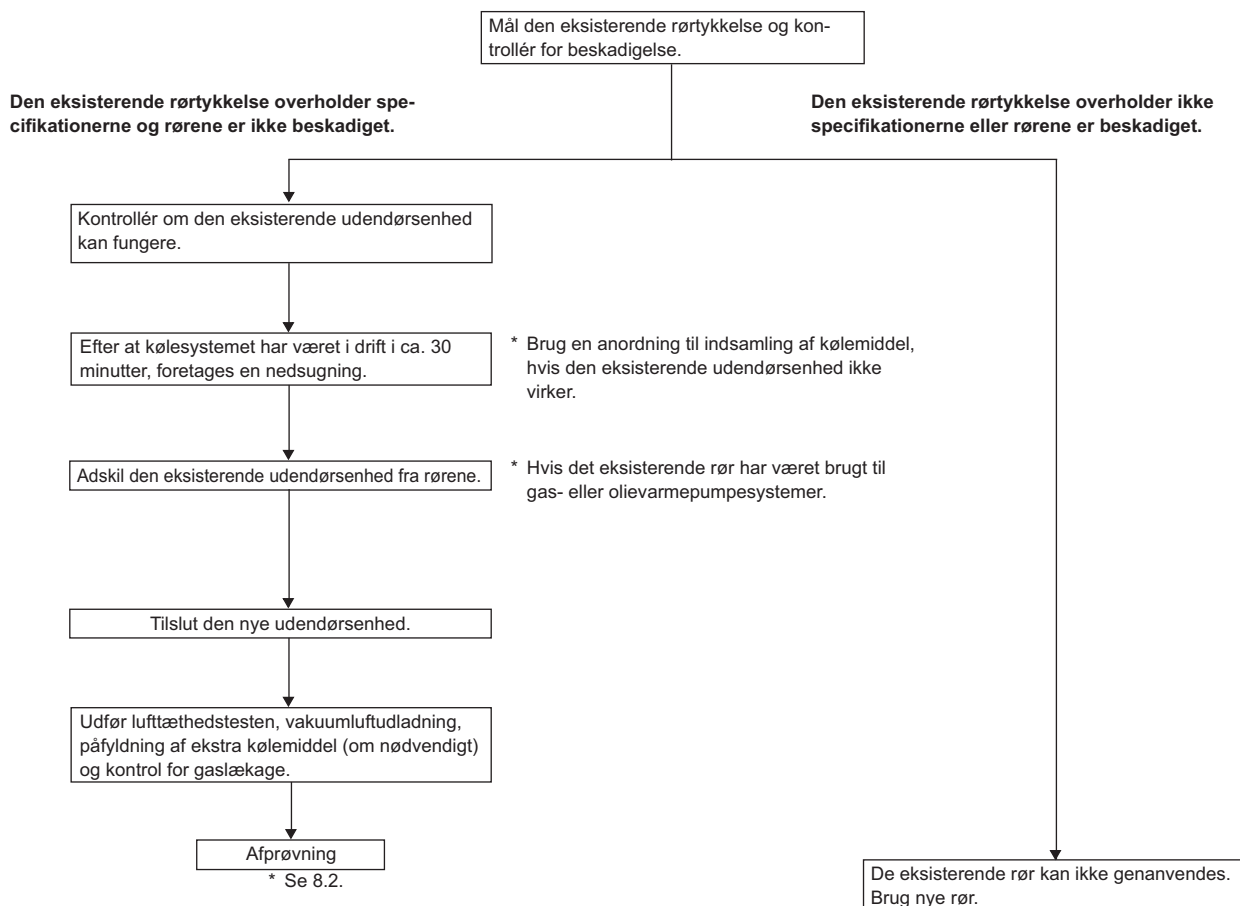 Mål den eksisterende rørtykkelse og kon-
trollér for beskadigelse.
Den eksisterende rørtykkelse overholder spe-
cifikationerne og rørene er ikke beskadiget.
Den eksisterende rørtykkelse overholder ikke
specifikationerne eller rørene er beskadiget.
Kontrollér om den eksisterende udendørsenhed
kan fungere.
Efter at kølesystemet har været i drift i ca. 30
minutter, foretages en nedsugning.
* Brug en anordning til indsamling af kølemiddel,
hvis den eksisterende udendørsenhed ikke
virker.
Adskil den eksisterende udendørsenhed fra rørene.
* Hvis det eksisterende rør har været brugt til
gas- eller olievarmepumpesystemer.
Tilslut den nye udendørsenhed.
Udfør lufttæthedstesten, vakuumluftudladning,
påfyldning af ekstra kølemiddel (om nødvendigt)
og kontrol for gaslækage.
Afprøvning
* Se 8.2.
De eksisterende rør kan ikke genanvendes.
Brug nye rør.